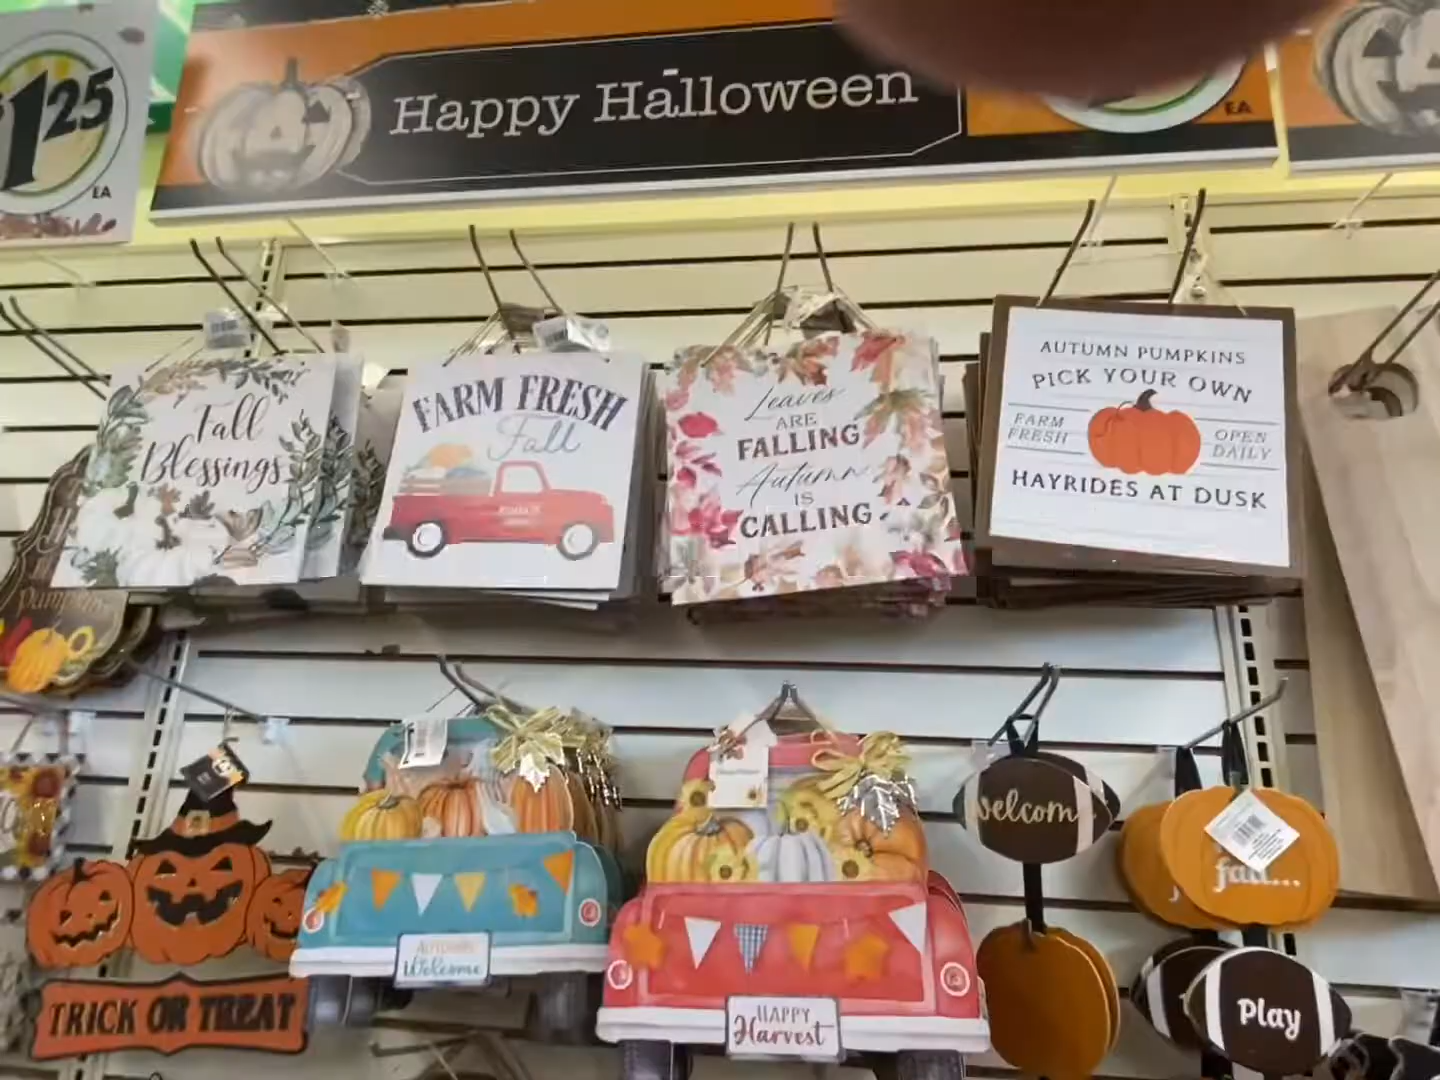 $1.25
EA
Happy Halloween
EA
Fall
Blessings
FARM FRESH
Fall
Leaves
ARE
FALLING
Autumn
IS
CALLING
AUTUMN PUMPKINS
PICK YOUR OWN
FARM
FRESH
OPEN
DAILY
HAYRIDES AT DUSK
Pumpkin
TRICK OR TREAT
AUTUMN
Welcome
HAPPY
Harvest
Welcome
fall...
Play